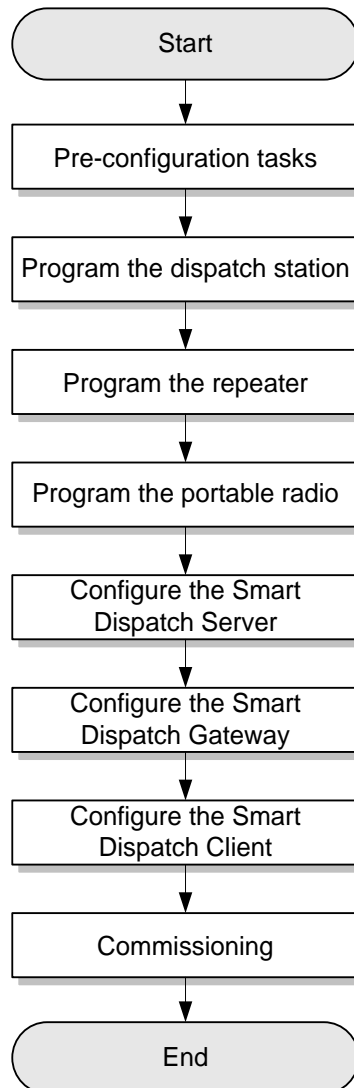 Start
Pre-configuration tasks
Program the dispatch station
Program the repeater
Program the portable radio
Configure the Smart
Dispatch Server
Configure the Smart
Dispatch Gateway
Configure the Smart
Dispatch Client
Commissioning
End